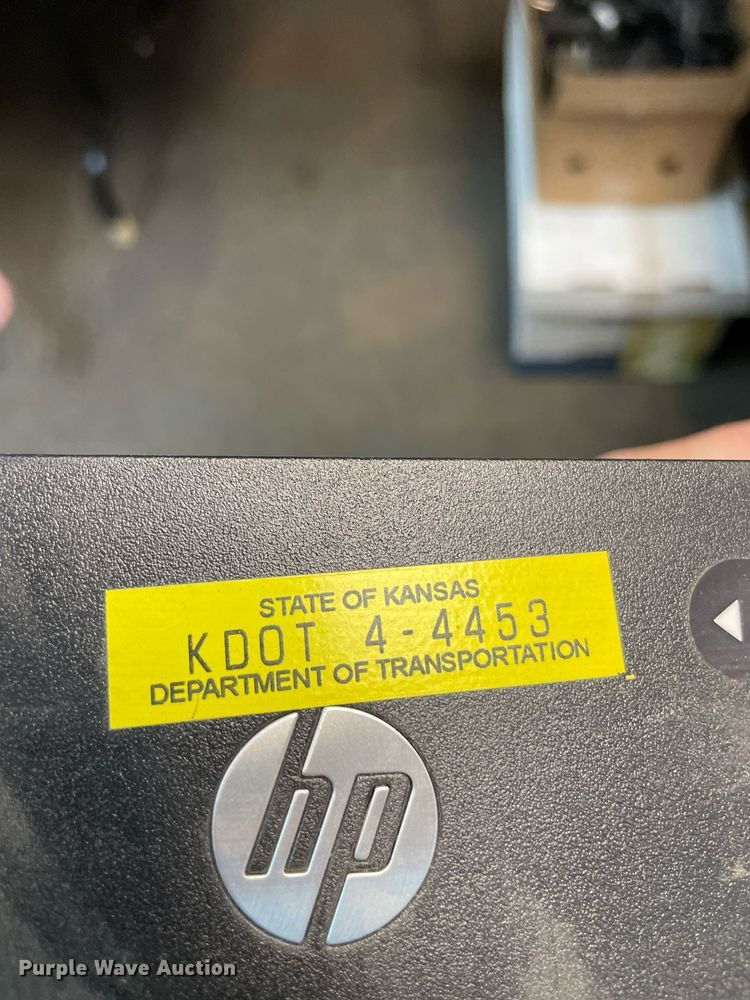 STATE OF KANSAS
KDOT 4-4453
DEPARTMENT OF TRANSPORTATION
hp
Purple Wave Auction